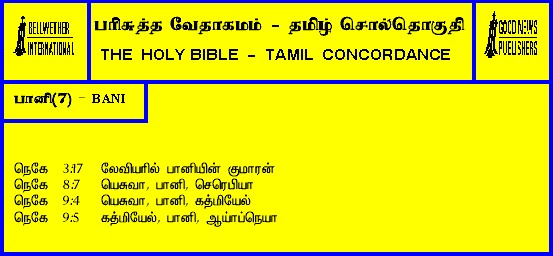 BELLWETHER
INTERNATIONAL
பரிசுத்த வேதாகமம் - தமிழ் சொல்தொகுதி
THE HOLY BIBLE - TAMIL CONCORDANCE
GOOD NEWS
PUBLISHERS
பானி(7) - BANI
நெகே 3:17 லேவியரில் பானியின் குமாரன்
நெகே 8:7 யெசுவா, பானி, செரெபியா
நெகே 9:4 யெசுவா, பானி, கத்மியேல்
நெகே 9:5 கத்மியேல், பானி, ஆய்ாப்நெயா